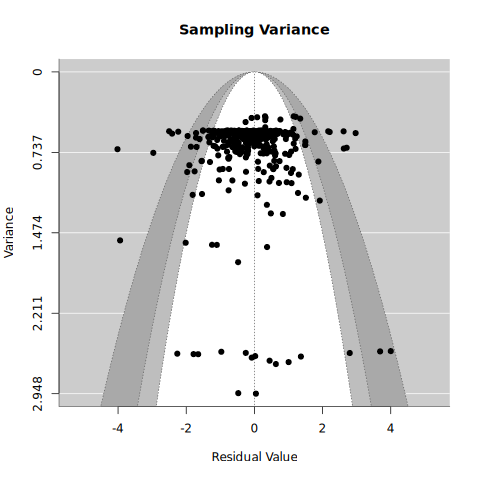 Sampling Variance
Variance
0
0.737
1.474
2.211
2.948
-4 -2 0 2 4
Residual Value